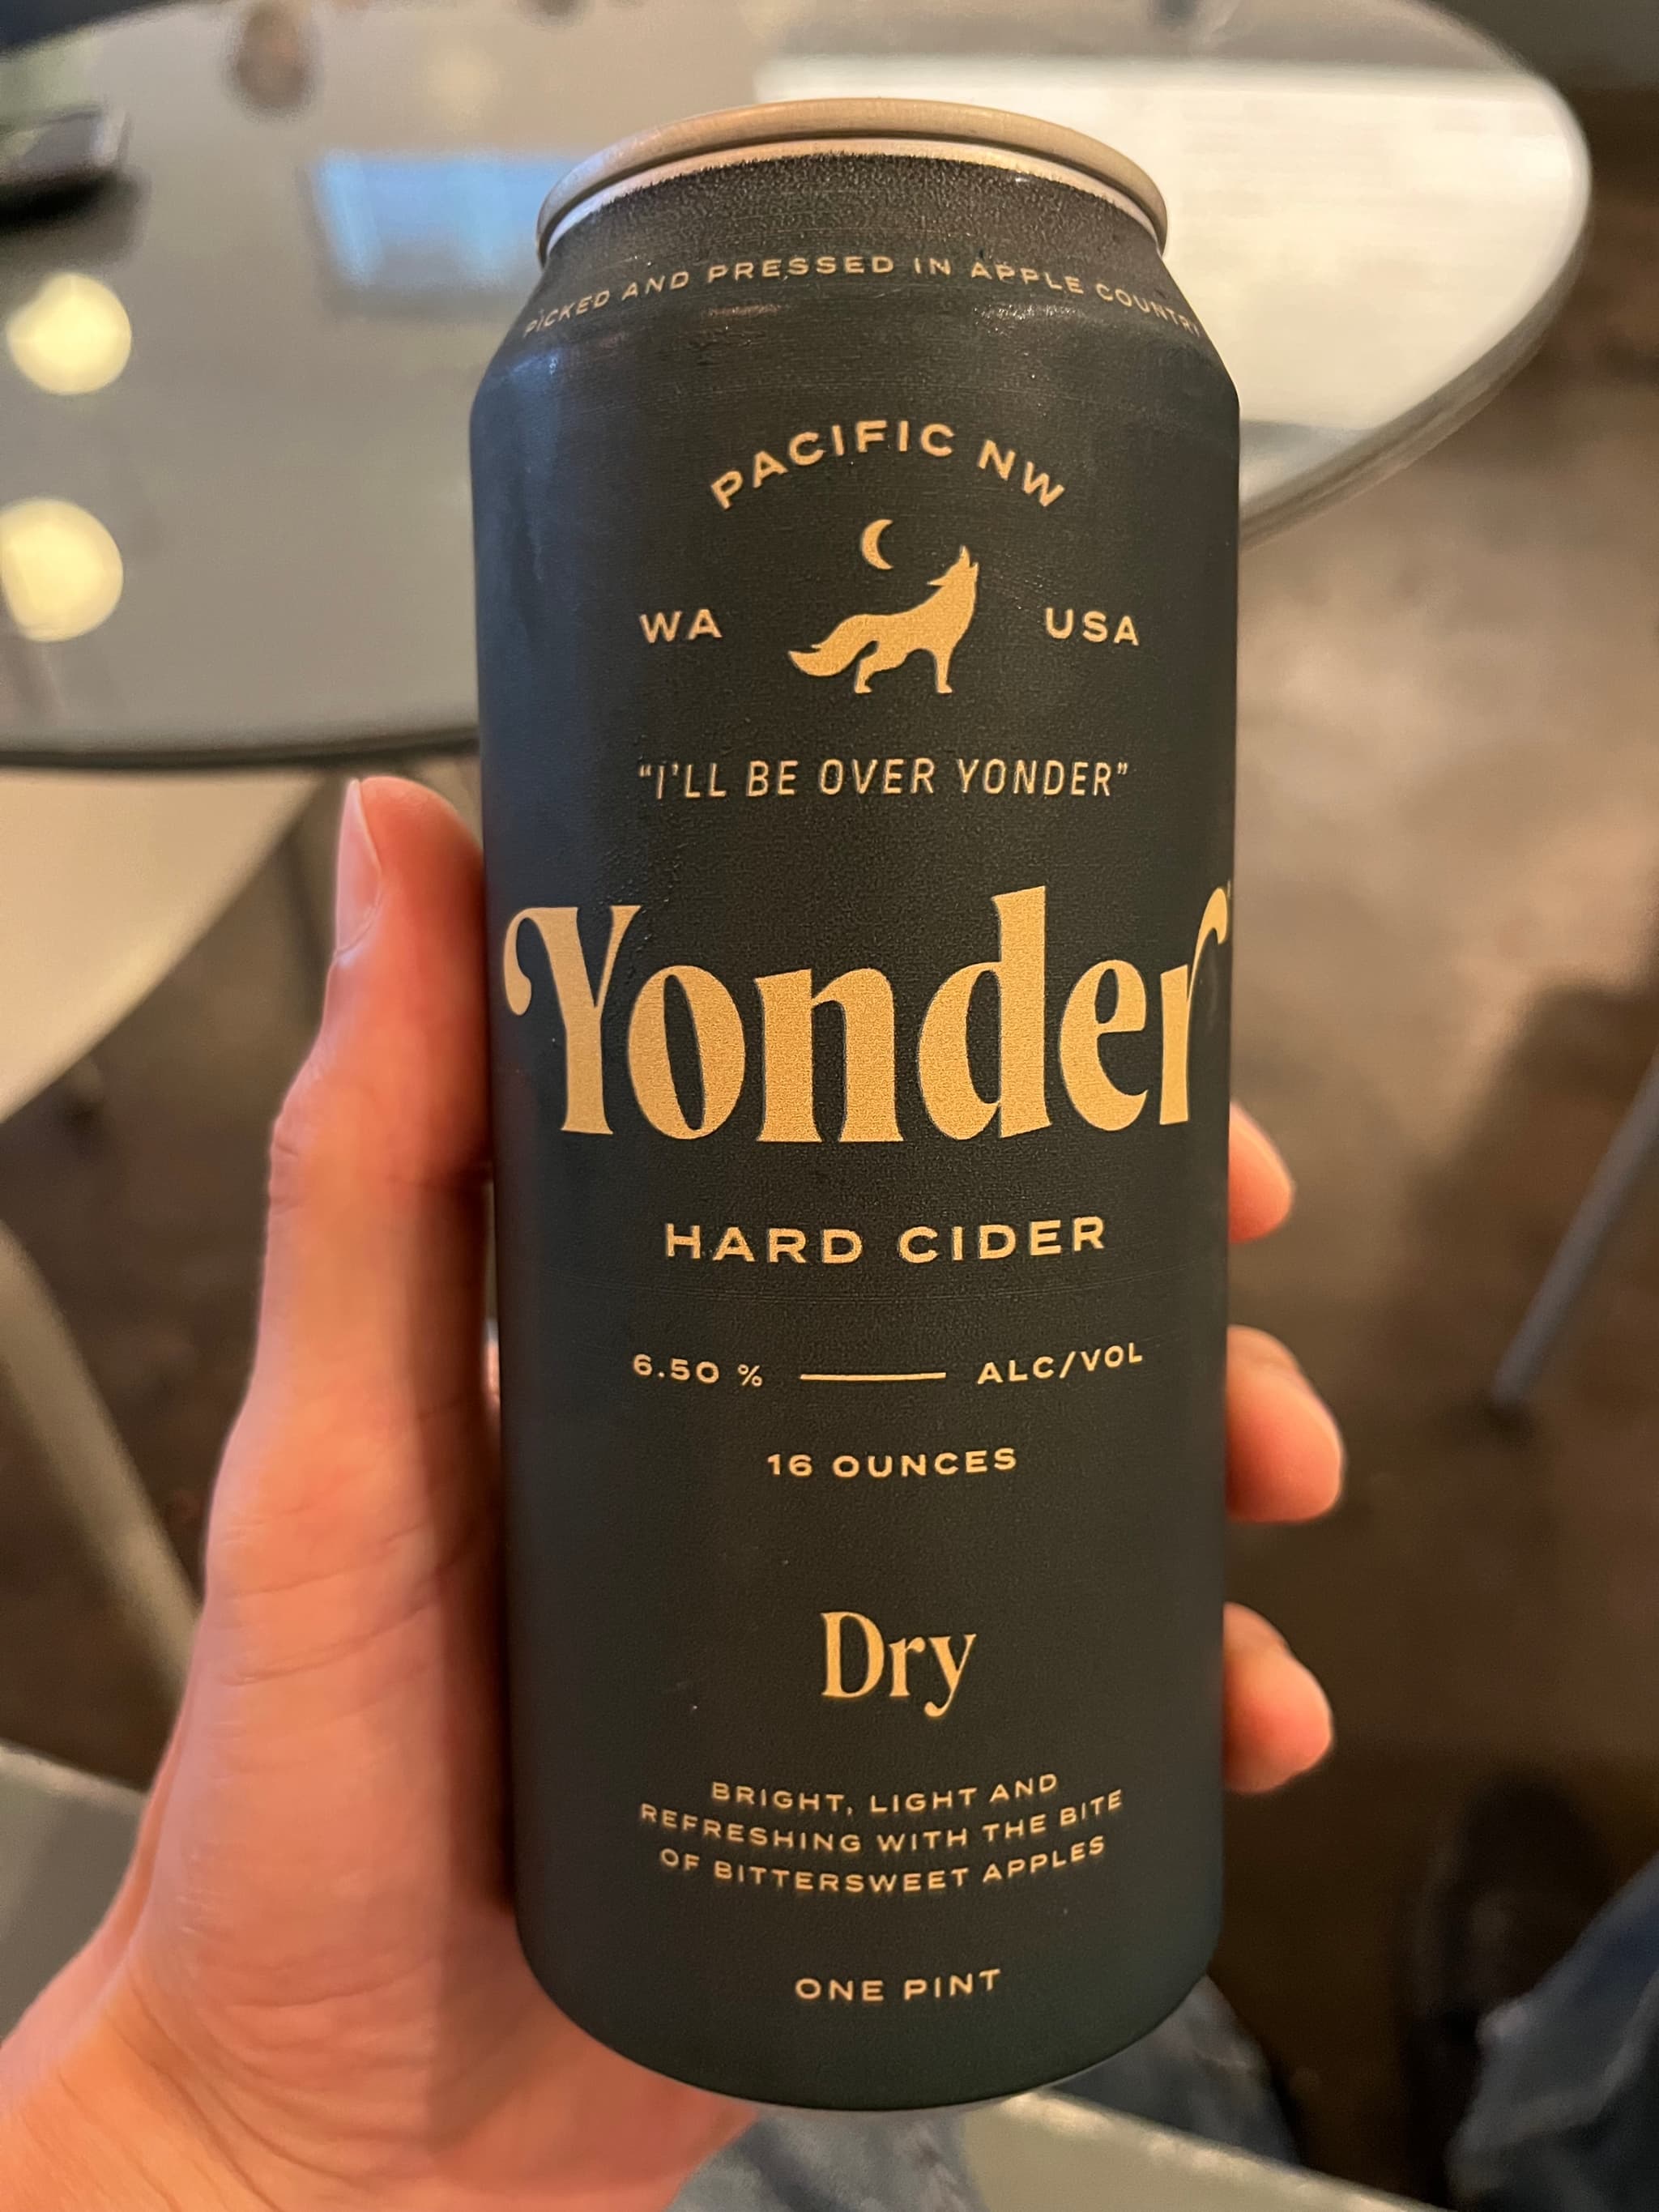 PICKED AND PRESSED IN APPLE COUNTRY
PACIFIC NW
WA USA
“I’LL BE OVER YONDER”
Yonder
HARD CIDER
6.50 % ALC/VOL
16 OUNCES
Dry
BRIGHT, LIGHT AND
REFRESHING WITH THE BITE
OF BITTERSWEET APPLES
ONE PINT